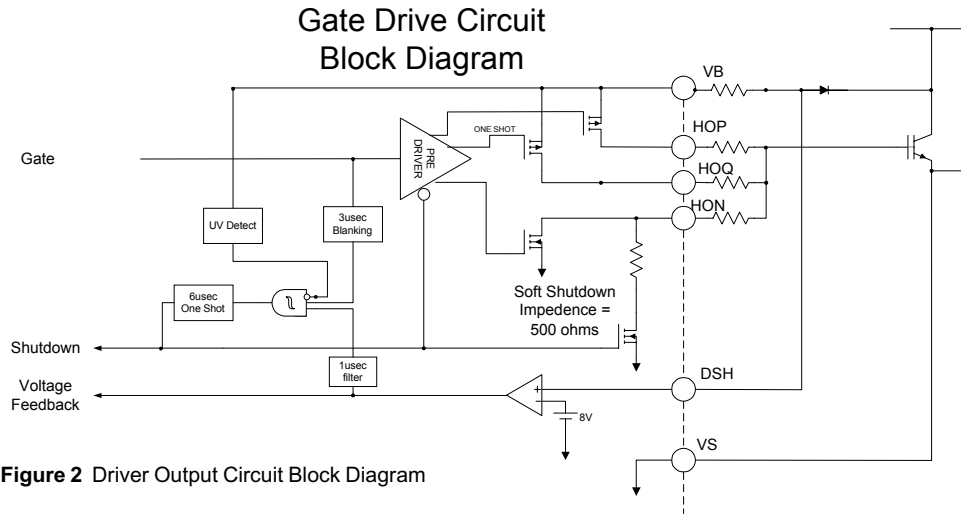 Gate Drive Circuit
Block Diagram
VB
HOP
ONE SHOT
Gate
PRE
DRIVER
HOQ
HON
UV Detect
3usec
Blanking
6usec
One Shot
Soft Shutdown
Impedence =
500 ohms
Shutdown
1usec
filter
DSH
Voltage
Feedback
+
8V
VS
Figure 2 Driver Output Circuit Block Diagram